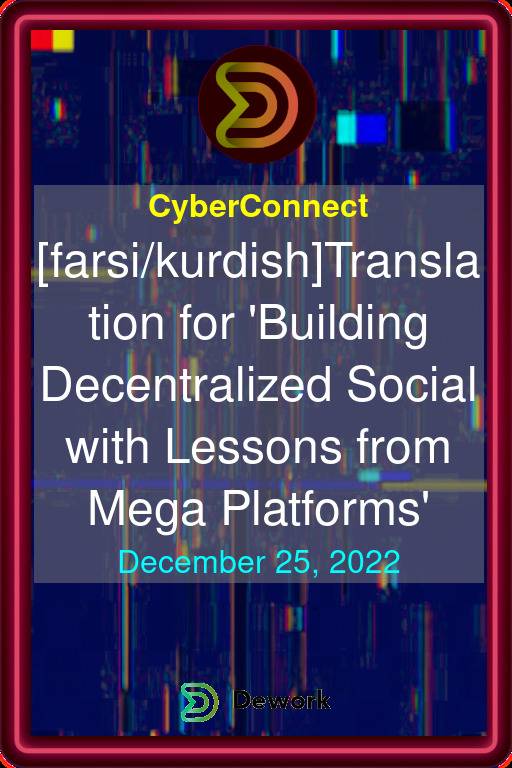 CyberConnect
[farsi/kurdish]Transla
tion for 'Building
Decentralized Social
with Lessons from
Mega Platforms'
December 25, 2022
Dework